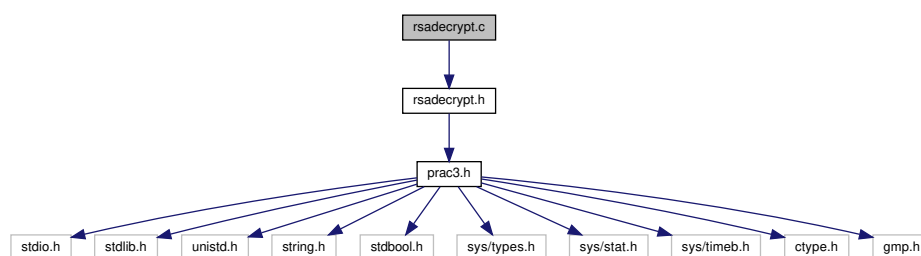 rsadecrypt.c
rsadecrypt.h
prac3.h
stdio.h stdlib.h unistd.h string.h stdbool.h sys/types.h sys/stat.h sys/timeb.h ctype.h gmp.h